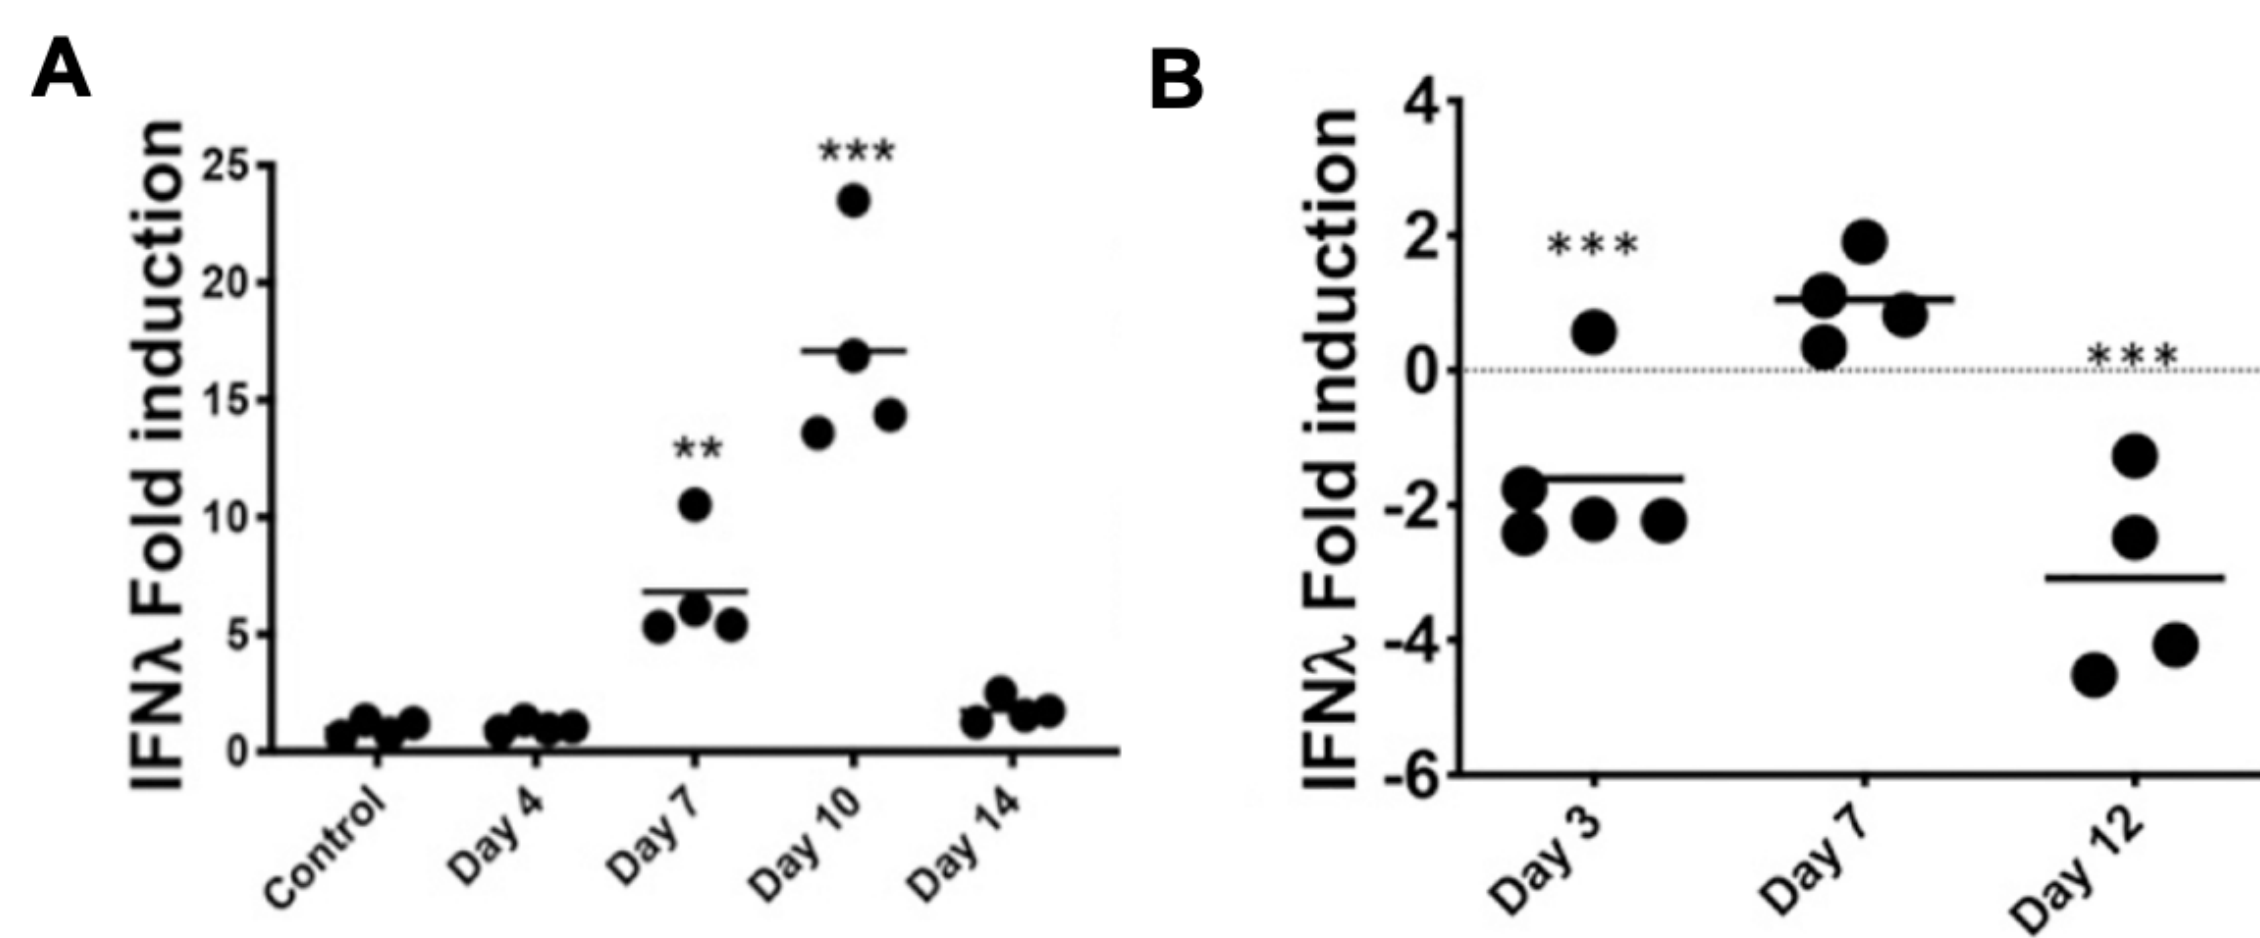 A
IFNλ Fold induction
25
20
15
10
5
0
**
***
Control
Day 4
Day 7
Day 10
Day 14
B
IFNλ Fold induction
4
2
0
-2
-4
-6
***
***
Day 3
Day 7
Day 12